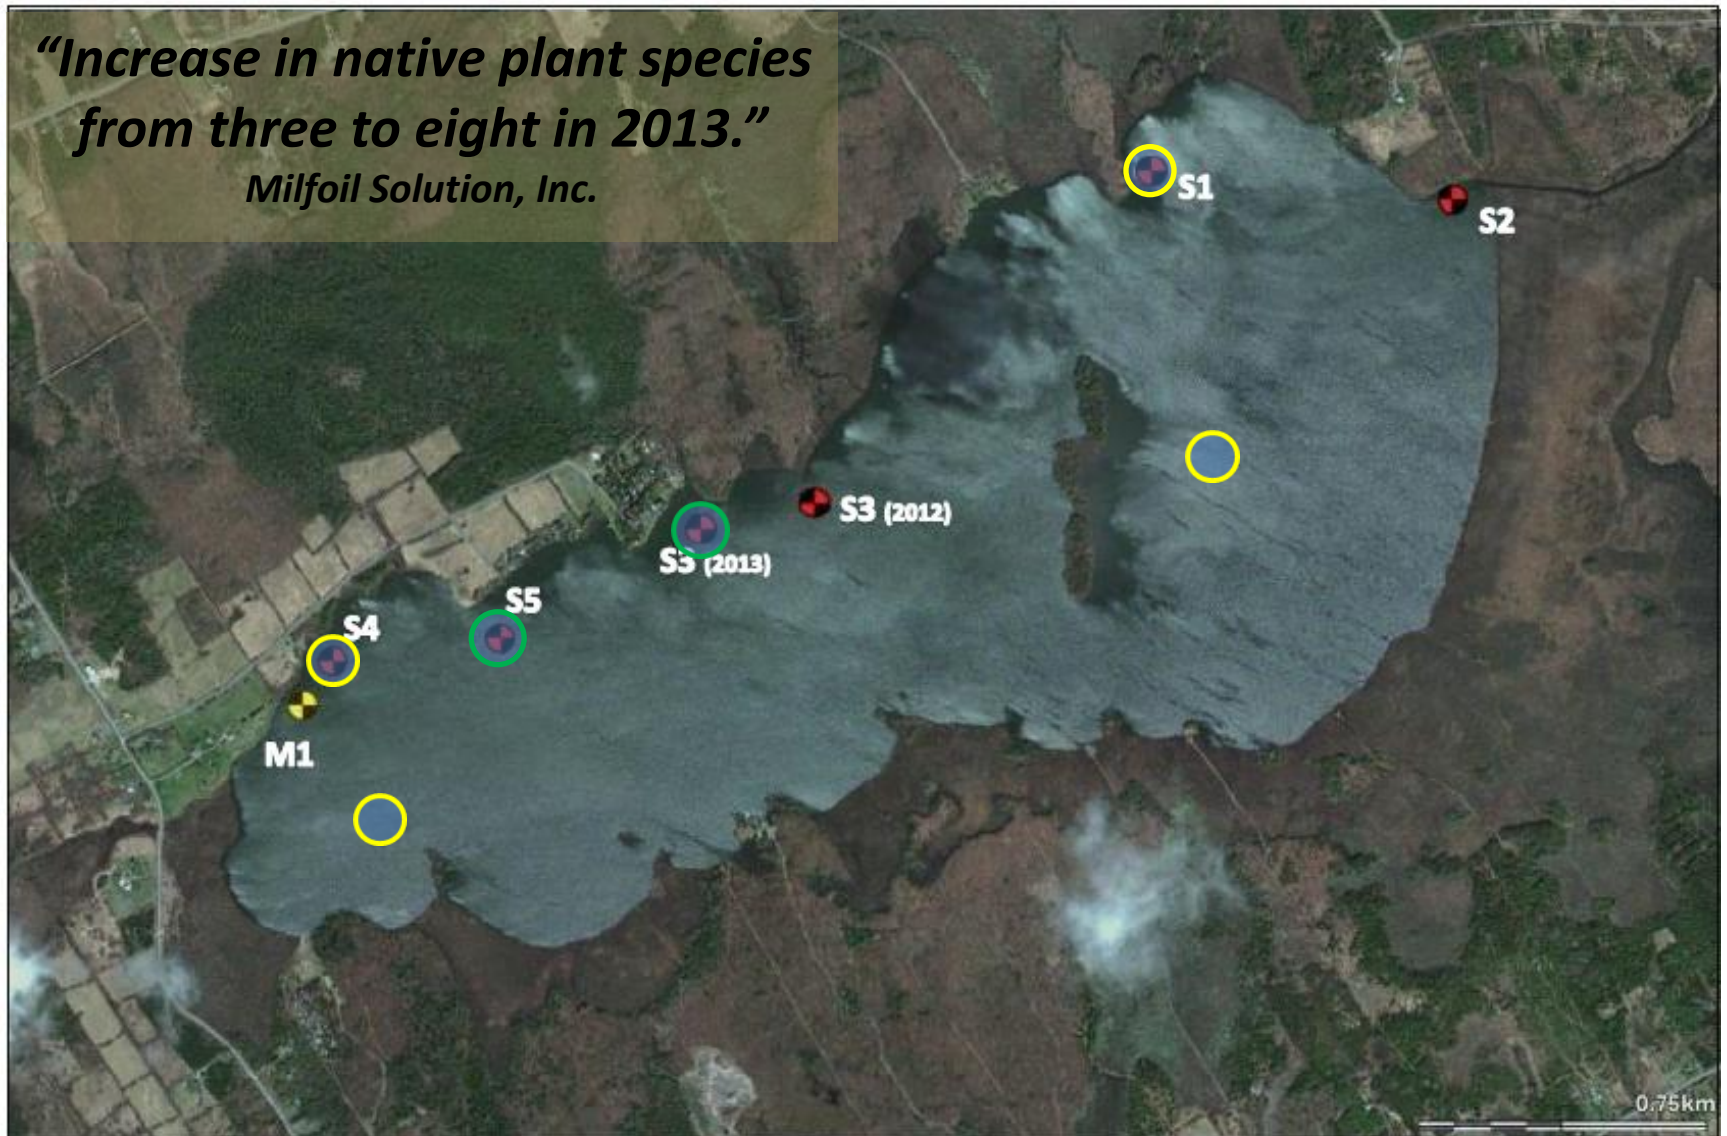 “Increase in native plant species
from three to eight in 2013.”
Milfoil Solution, Inc.
S1
S2
S3 (2012)
S3 (2013)
S5
S4
M1
0.75km